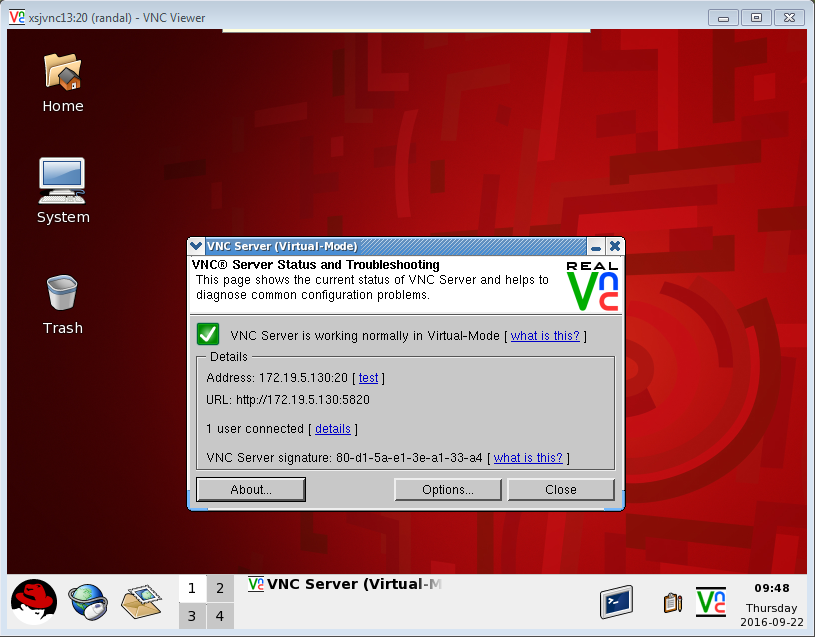 xsjvnc13:20 (randal) - VNC Viewer
Home
System
Trash
VNC Server (Virtual-Mode)
VNC® Server Status and Troubleshooting
This page shows the current status of VNC Server and helps to
diagnose common configuration problems.
REAL
VNC
VNC Server is working normally in Virtual-Mode [ what is this? ]
Details
Address: 172.19.5.130:20 [ test ]
URL: http://172.19.5.130:5820
1 user connected [ details ]
VNC Server signature: 80-d1-5a-e1-3e-a1-33-a4 [ what is this? ]
About...
Options...
Close
1 2
3 4
VNC Server (Virtual-M
VNC
09:48
Thursday
2016-09-22